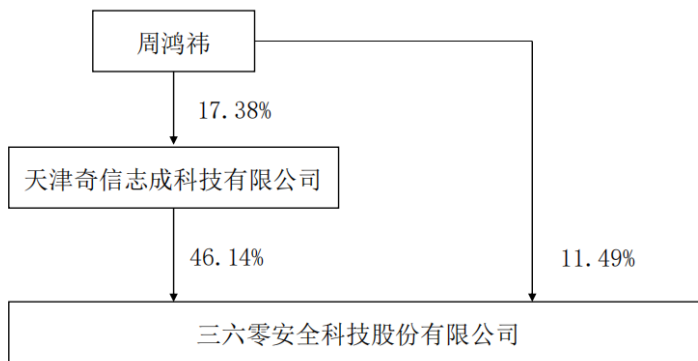 周鸿祎
17.38%
天津奇信志成科技有限公司
46.14%
11.49%
三六零安全科技股份有限公司